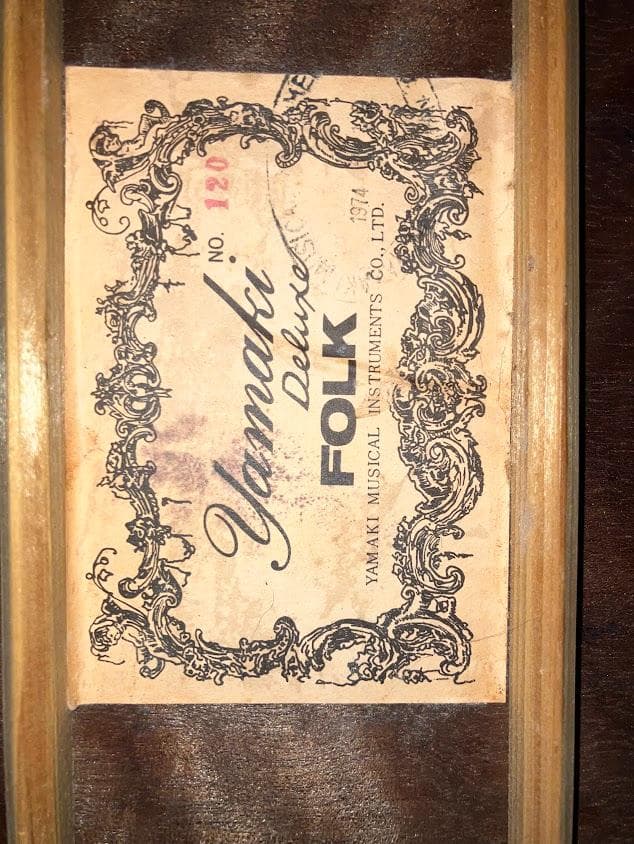 NO. 120
Yamaki
Deluxe
FOLK
1974
YAMAKI MUSICAL INSTRUMENTS CO., LTD.